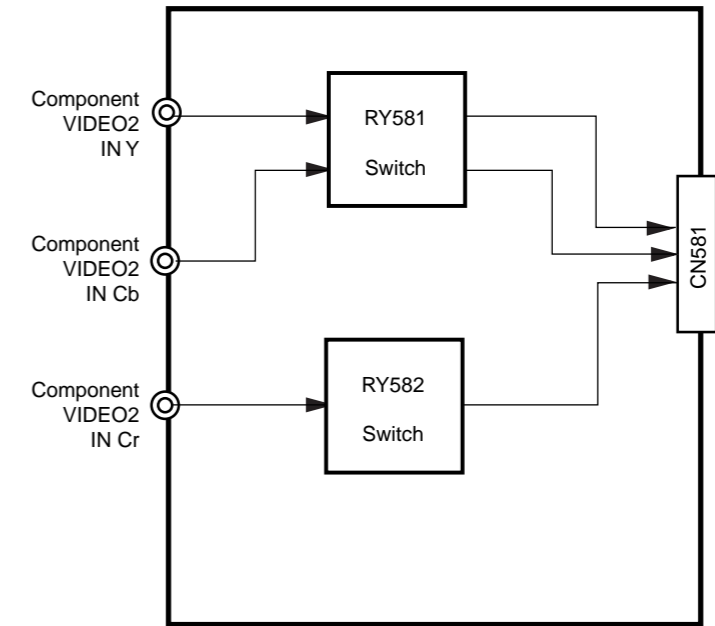 Component
VIDEO2
IN Y
RY581
Switch
Component
VIDEO2
IN Cb
CN581
Component
VIDEO2
IN Cr
RY582
Switch